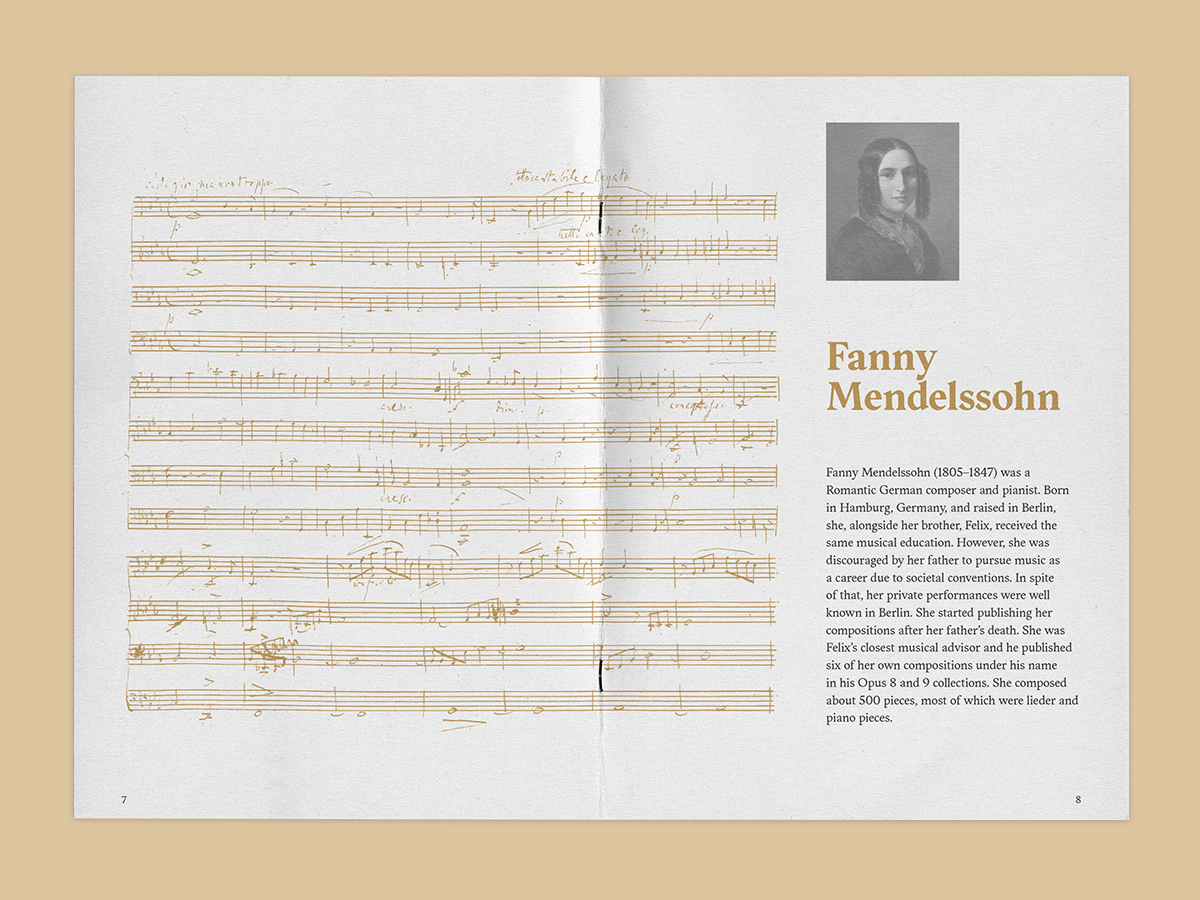 Adagio ma non troppo.
cresc.
dim.
p.
cresc.
Fanny
Mendelssohn
Fanny Mendelssohn (1805–1847) was a
Romantic German composer and pianist. Born
in Hamburg, Germany, and raised in Berlin,
she, alongside her brother, Felix, received the
same musical education. However, she was
discouraged by her father to pursue music as
a career due to societal conventions. In spite
of that, her private performances were well
known in Berlin. She started publishing her
compositions after her father’s death. She was
Felix’s closest musical advisor and he published
six of her own compositions under his name
in his Opus 8 and 9 collections. She composed
about 500 pieces, most of which were lieder and
piano pieces.
7
8